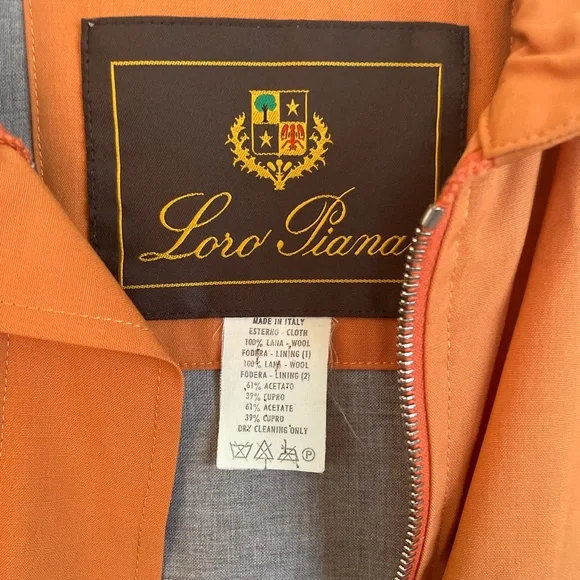 Loro Piana
MADE IN ITALY
ESTERNO - CLOTH
100% LANA - WOOL
FODERA - LINING (1)
100% LANA - WOOL
FODERA - LINING (2)
61% ACETATO
39% CUPRO
61% ACETATE
39% CUPRO
DRY CLEANING ONLY
P